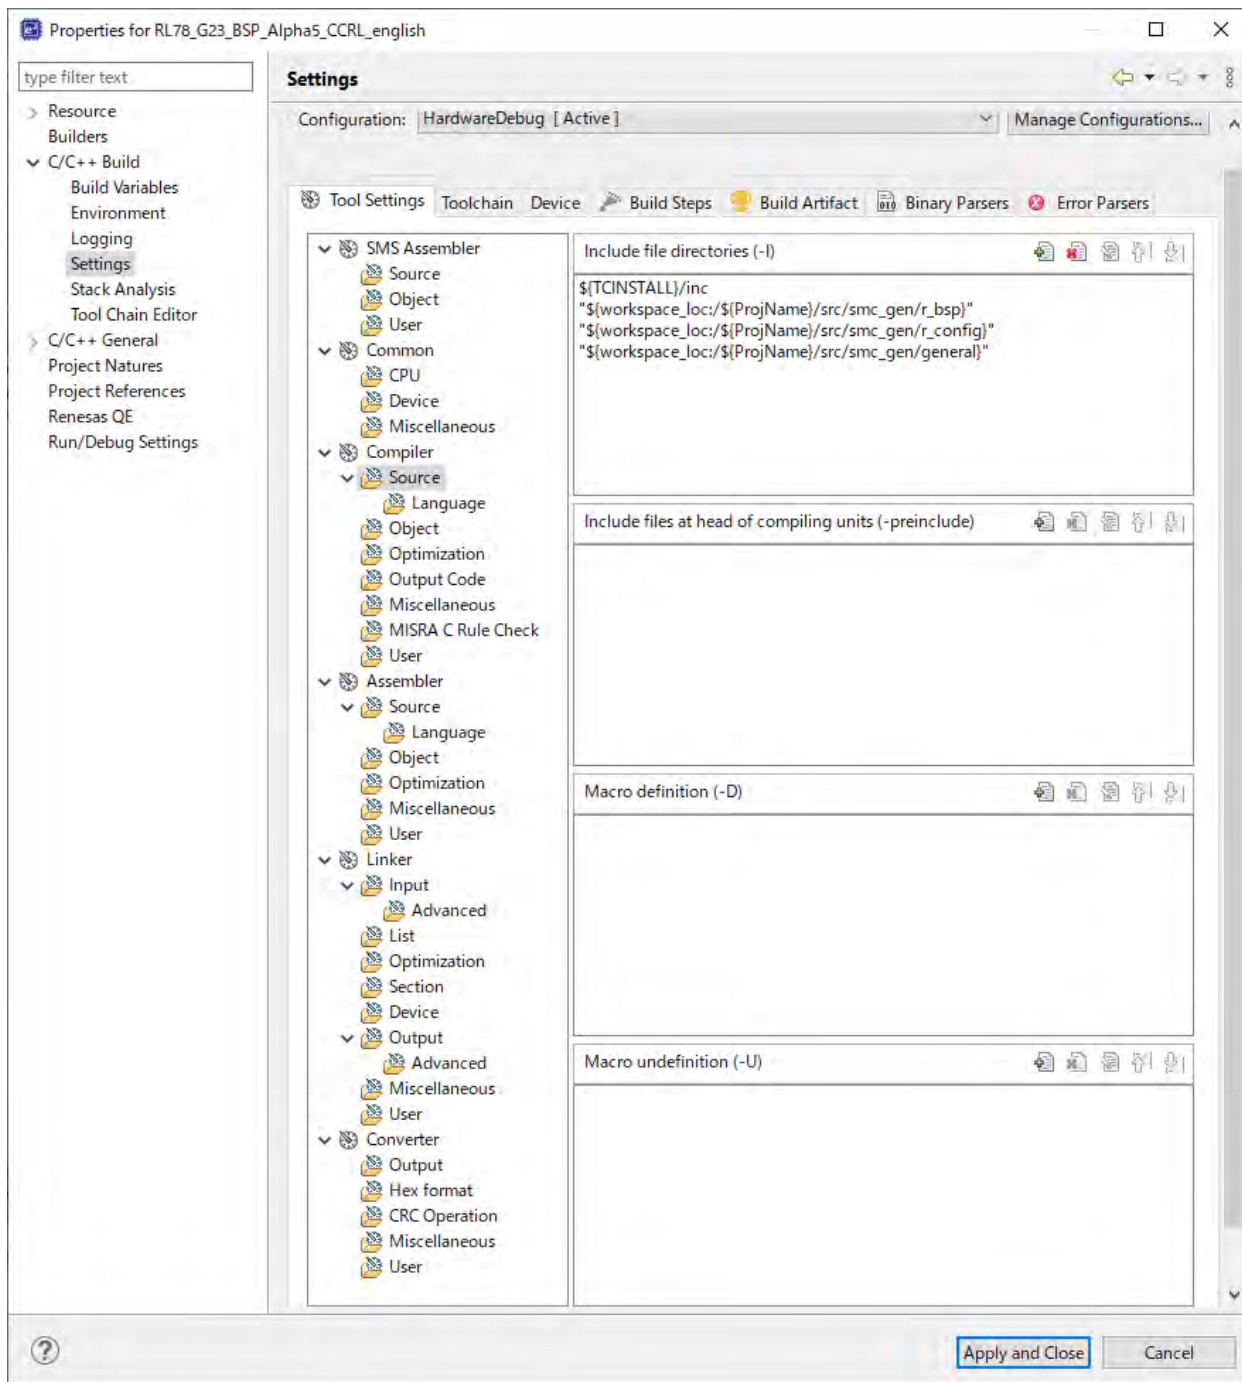 Properties for RL78_G23_BSP_Alpha5_CCRL_english
type filter text
Resource
Builders
C/C++ Build
Build Variables
Environment
Logging
Settings
Stack Analysis
Tool Chain Editor
C/C++ General
Project Natures
Project References
Renesas QE
Run/Debug Settings
Settings
Configuration: HardwareDebug [ Active ] Manage Configurations...
Tool Settings Toolchain Device Build Steps Build Artifact Binary Parsers Error Parsers
SMS Assembler
Source
Object
User
Common
CPU
Device
Miscellaneous
Compiler
Source
Language
Object
Optimization
Output Code
Miscellaneous
MISRA C Rule Check
User
Assembler
Source
Language
Object
Optimization
Miscellaneous
User
Linker
Input
Advanced
List
Optimization
Section
Device
Output
Advanced
Miscellaneous
User
Converter
Output
Hex format
CRC Operation
Miscellaneous
User
Include file directories (-I)
${TCINSTALL}/inc
"${workspace_loc:/${ProjName}/src/smc_gen/r_bsp}"
"${workspace_loc:/${ProjName}/src/smc_gen/r_config}"
"${workspace_loc:/${ProjName}/src/smc_gen/general}"
Include files at head of compiling units (-preinclude)
Macro definition (-D)
Macro undefinition (-U)
Apply and Close Cancel